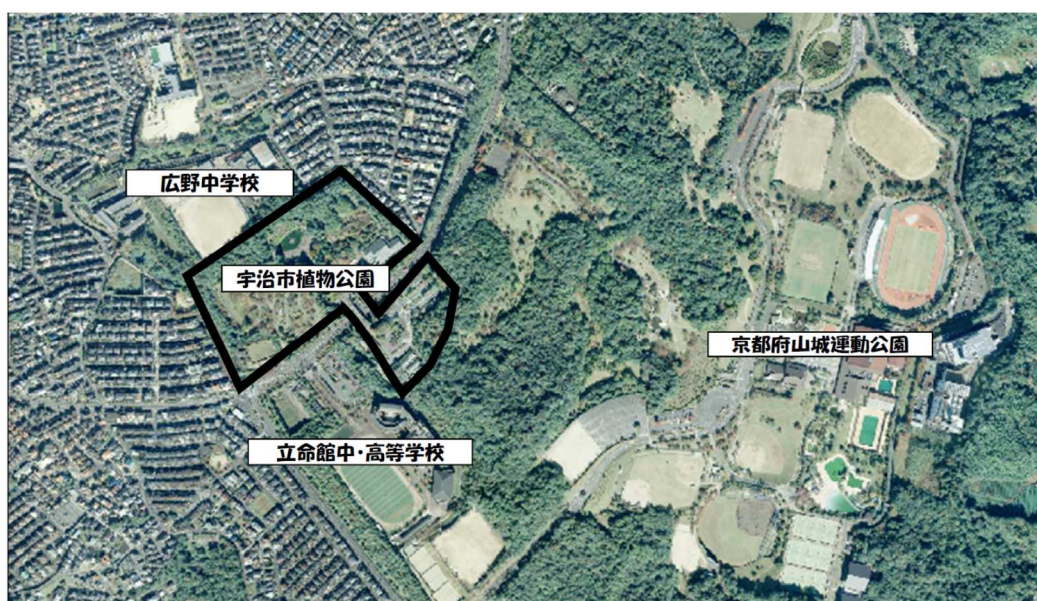 広野中学校
宇治市植物公園
京都府山城運動公園
立命館中・高等学校